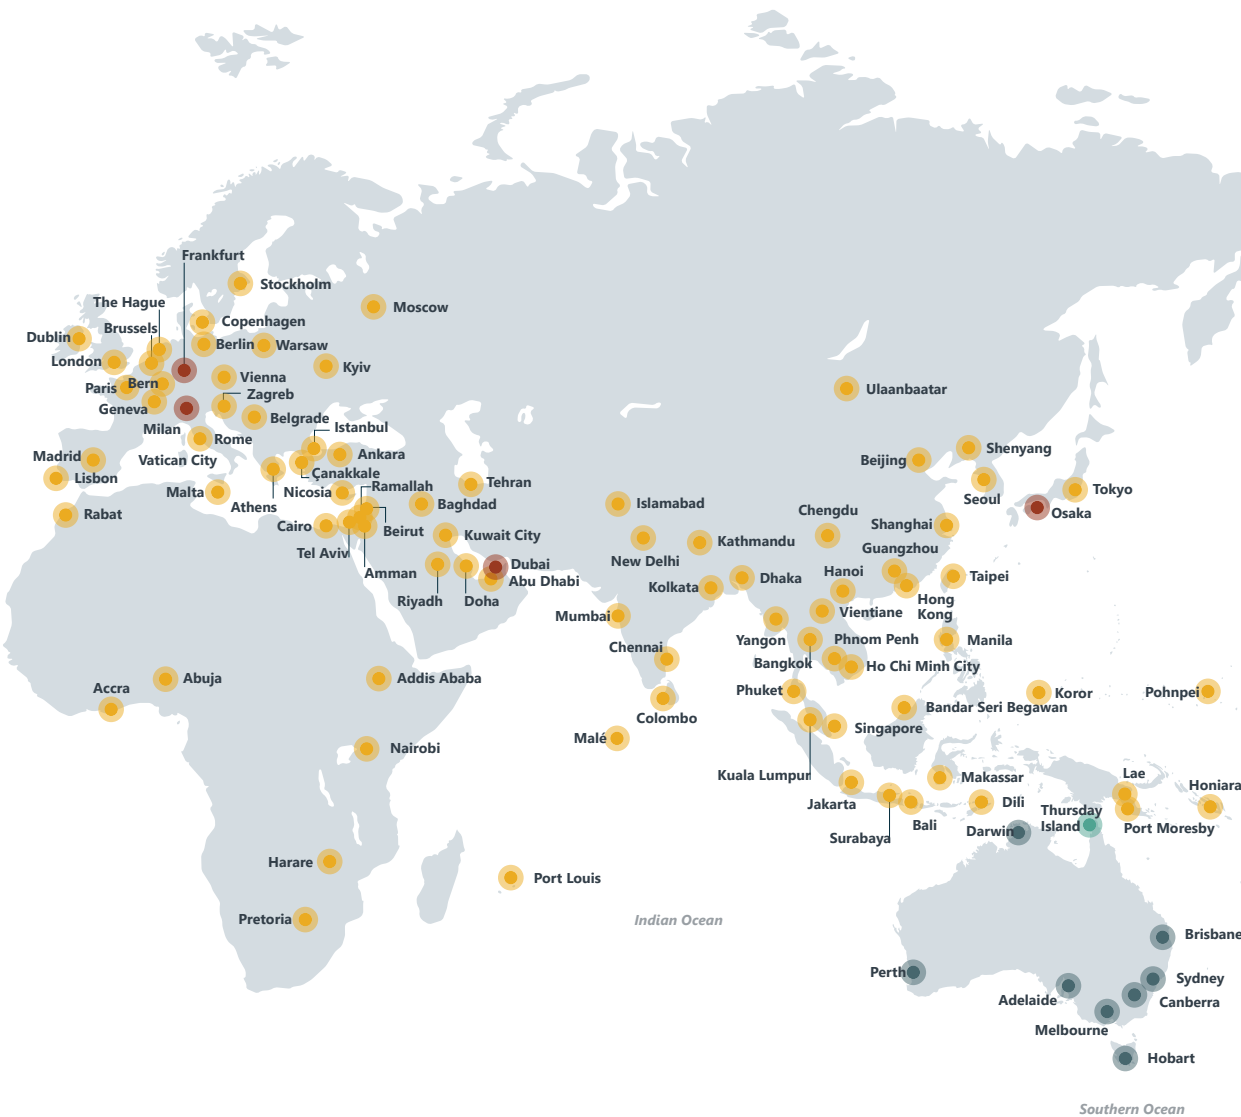 Frankfurt
Stockholm
The Hague
Moscow
Brussels
Copenhagen
Dublin
Berlin
Warsaw
London
Kyiv
Bern
Vienna
Paris
Zagreb
Geneva
Belgrade
Milan
Istanbul
Rome
Madrid
Vatican City
Ankara
Çanakkale
Lisbon
Malta
Nicosia
Ramallah
Tehran
Athens
Baghdad
Rabat
Cairo
Beirut
Kuwait City
Tel Aviv
Amman
Dubai
Abu Dhabi
Riyadh
Doha
Ulaanbaatar
Beijing
Shenyang
Seoul
Tokyo
Osaka
Islamabad
Chengdu
Shanghai
New Delhi
Kathmandu
Guangzhou
Kolkata
Dhaka
Hanoi
Taipei
Hong
Kong
Mumbai
Vientiane
Yangon
Phnom Penh
Manila
Chennai
Bangkok
Ho Chi Minh City
Phuket
Koror
Pohnpei
Colombo
Bandar Seri Begawan
Malé
Singapore
Kuala Lumpur
Makassar
Lae
Honiara
Jakarta
Dili
Thursday
Island
Surabaya
Bali
Darwin
Port Moresby
Accra
Abuja
Addis Ababa
Nairobi
Harare
Port Louis
Pretoria
Indian Ocean
Brisbane
Perth
Sydney
Adelaide
Canberra
Melbourne
Hobart
Southern Ocean